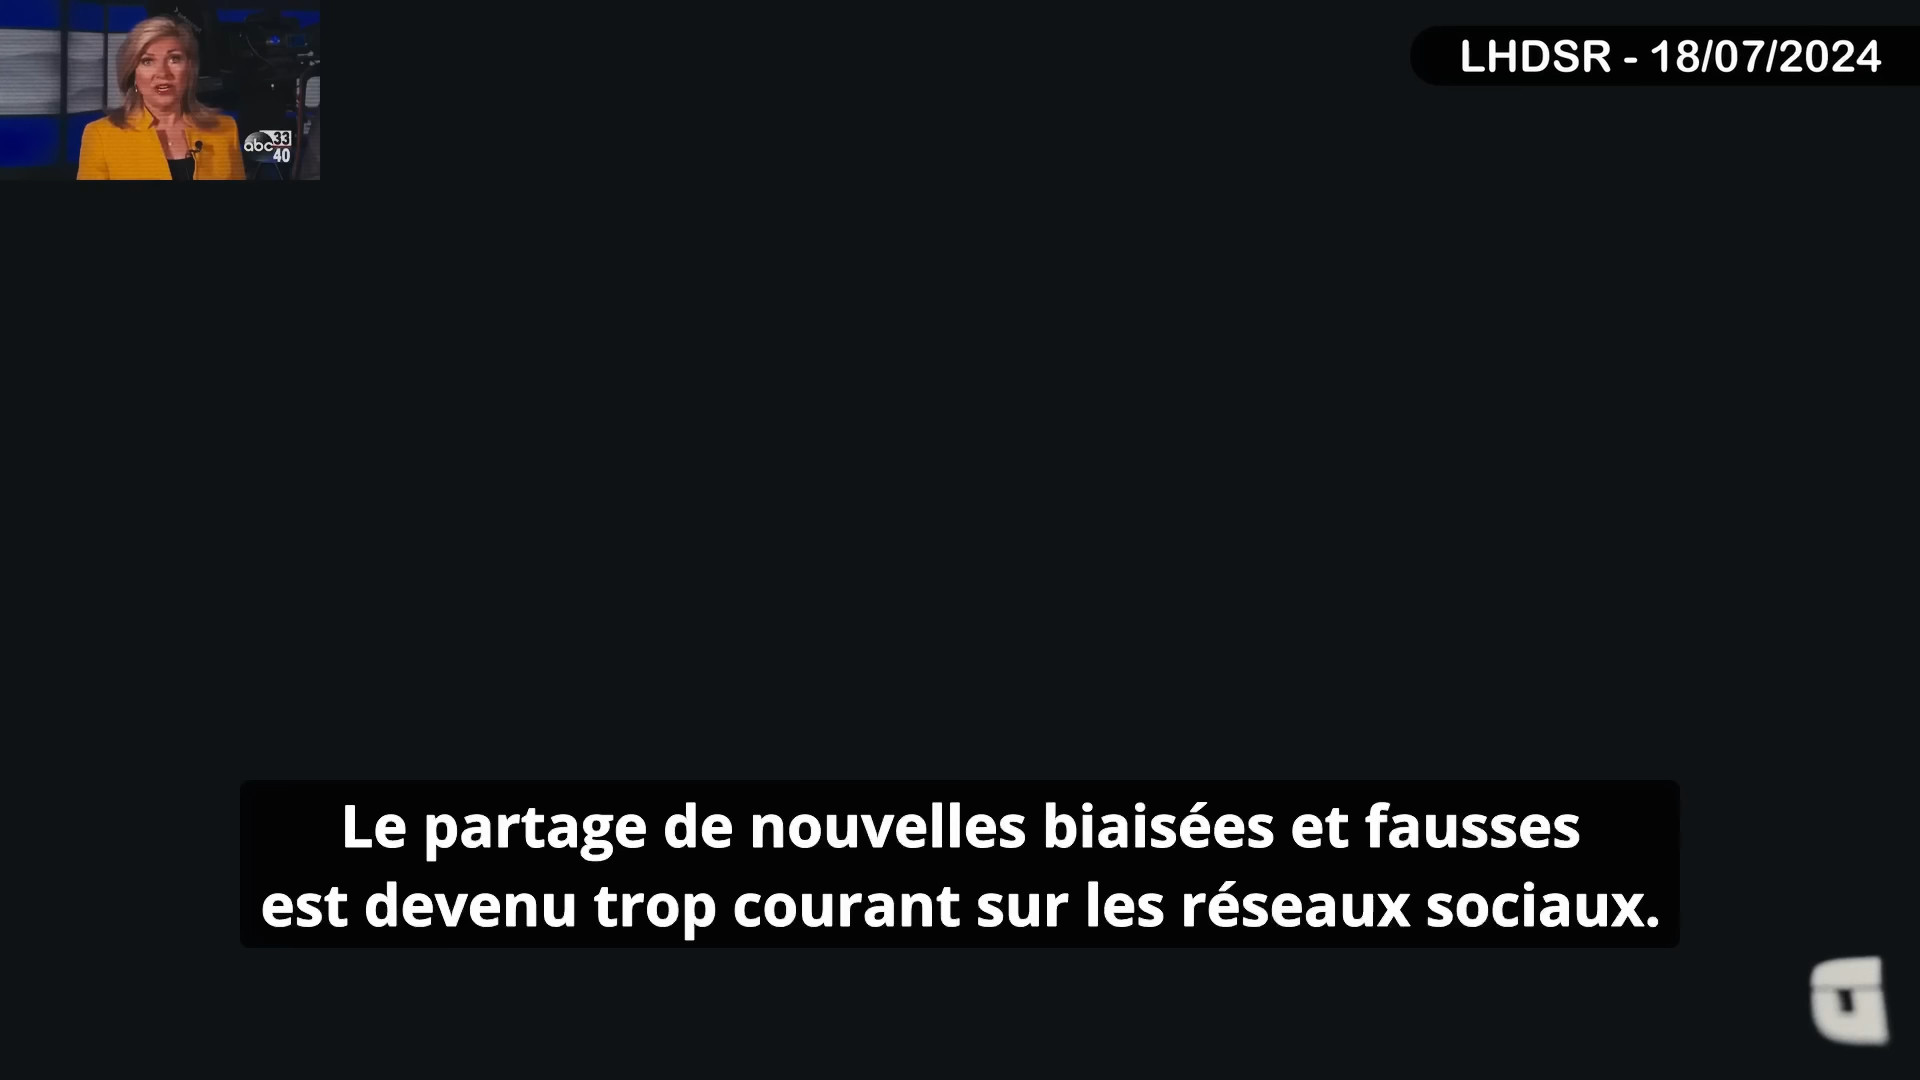 LHDSR - 18/07/2024
abc 33
40
Le partage de nouvelles biaisées et fausses
est devenu trop courant sur les réseaux sociaux.